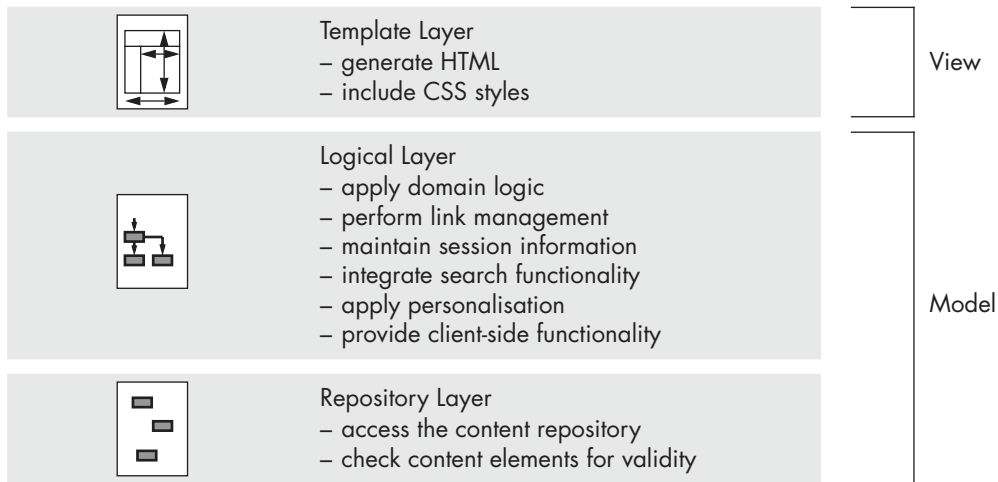 Template Layer
– generate HTML
– include CSS styles
View
Logical Layer
– apply domain logic
– perform link management
– maintain session information
– integrate search functionality
– apply personalisation
– provide client-side functionality
Model
Repository Layer
– access the content repository
– check content elements for validity